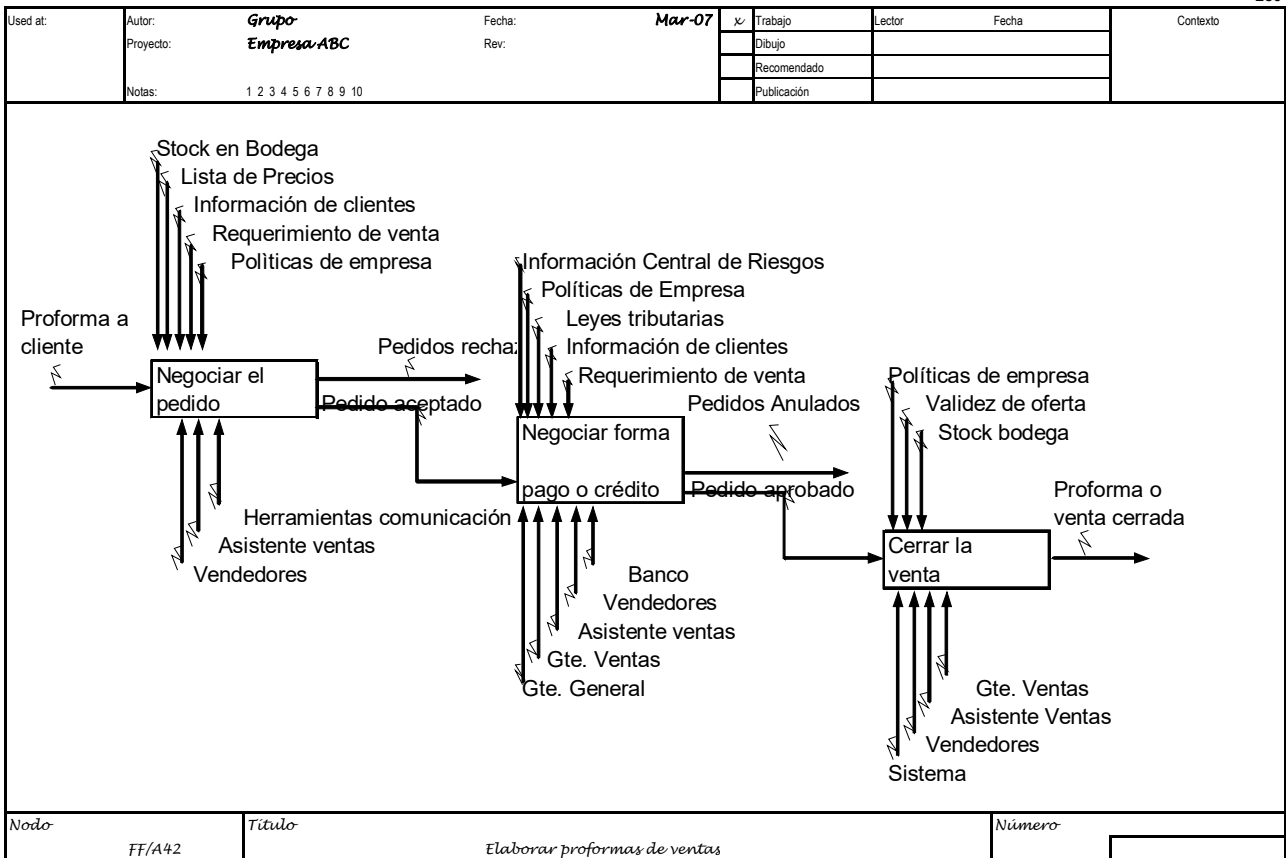 Used at:
Autor:
Grupo
Fecha:
Mar-07
x
Trabajo
Lector
Fecha
Contexto
Proyecto:
Empresa ABC
Rev:
Dibujo
Recomendado
Notas:
1 2 3 4 5 6 7 8 9 10
Publicación
Stock en Bodega
Lista de Precios
Información de clientes
Requerimiento de venta
Polìticas de empresa
Proforma a
cliente
Negociar el
pedido
Pedidos rechaz
Pedido aceptado
Herramientas comunicación
Asistente ventas
Vendedores
Información Central de Riesgos
Políticas de Empresa
Leyes tributarias
Información de clientes
Requerimiento de venta
Negociar forma
pago o crédito
Pedidos Anulados
Pedido aprobado
Banco
Vendedores
Asistente ventas
Gte. Ventas
Gte. General
Políticas de empresa
Validez de oferta
Stock bodega
Cerrar la
venta
Proforma o
venta cerrada
Gte. Ventas
Asistente Ventas
Vendedores
Sistema
Nodo
FF/A42
Título
Elaborar proformas de ventas
Número